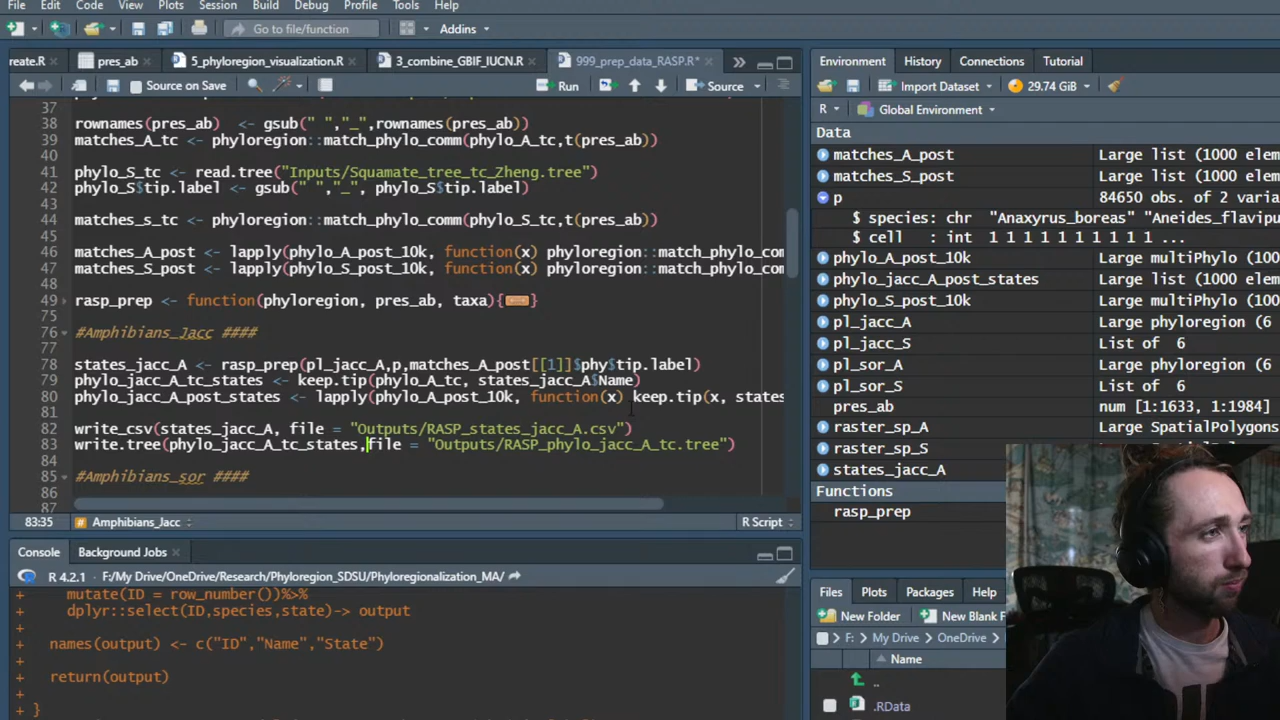 File Edit Code View Plots Session Build Debug Profile Tools Help
Go to file/function Addins
reate.R pres_ab 5_phyloregion_visualization.R 3_combine_GBIF_IUCN.R 999_prep_data_RASP.R*
Source on Save Run Source
37
38 rownames(pres_ab) <- gsub(" ","_",rownames(pres_ab))
39 matches_A_tc <- phyloregion::match_phylo_comm(phylo_A_tc,t(pres_ab))
40
41 phylo_S_tc <- read.tree("Inputs/Squamate_tree_tc_Zheng.tree")
42 phylo_S$tip.label <- gsub(" ","_", phylo_S$tip.label)
43
44 matches_s_tc <- phyloregion::match_phylo_comm(phylo_S_tc,t(pres_ab))
45
46 matches_A_post <- lapply(phylo_A_post_10k, function(x) phyloregion::match_phylo_com
47 matches_S_post <- lapply(phylo_S_post_10k, function(x) phyloregion::match_phylo_com
48
49 rasp_prep <- function(phyloregion, pres_ab, taxa){}
75
76 #Amphibians_Jacc ####
77
78 states_jacc_A <- rasp_prep(pl_jacc_A,p,matches_A_post[[1]]$phy$tip.label)
79 phylo_jacc_A_tc_states <- keep.tip(phylo_A_tc, states_jacc_A$Name)
80 phylo_jacc_A_post_states <- lapply(phylo_A_post_10k, function(x) keep.tip(x, states
81
82 write_csv(states_jacc_A, file = "Outputs/RASP_states_jacc_A.csv")
83 write.tree(phylo_jacc_A_tc_states,file = "Outputs/RASP_phylo_jacc_A_tc.tree")
84
85 #Amphibians_sor ####
86
87
83:35 # Amphibians_Jacc R Script
Console Background Jobs
R 4.2.1 · F:/My Drive/OneDrive/Research/Phyloregion_SDSU/Phyloregionalization_MA/
+ mutate(ID = row_number())%>%
+ dplyr::select(ID,species,state)-> output
+
+ names(output) <- c("ID","Name","State")
+
+ return(output)
+
+ }
Environment History Connections Tutorial
Import Dataset 29.74 GiB
R Global Environment
Data
matches_A_post Large list (1000 elem
matches_S_post Large list (1000 elem
p 84650 obs. of 2 varia
$ species: chr "Anaxyrus_boreas" "Aneides_flavipu
$ cell : int 1 1 1 1 1 1 1 1 1 1 ...
phylo_A_post_10k Large multiPhylo (100
phylo_jacc_A_post_states Large list (1000 elem
phylo_S_post_10k Large multiPhylo (100
pl_jacc_A Large phyloregion (6
pl_jacc_S List of 6
pl_sor_A Large phyloregion (6
pl_sor_S List of 6
pres_ab num [1:1633, 1:1984]
raster_sp_A Large SpatialPolygons
raster_sp_S Large SpatialPolygons
states_jacc_A
Functions
rasp_prep
Files Plots Packages Help
New Folder New Blank F
F: My Drive OneDrive
Name
..
.RData